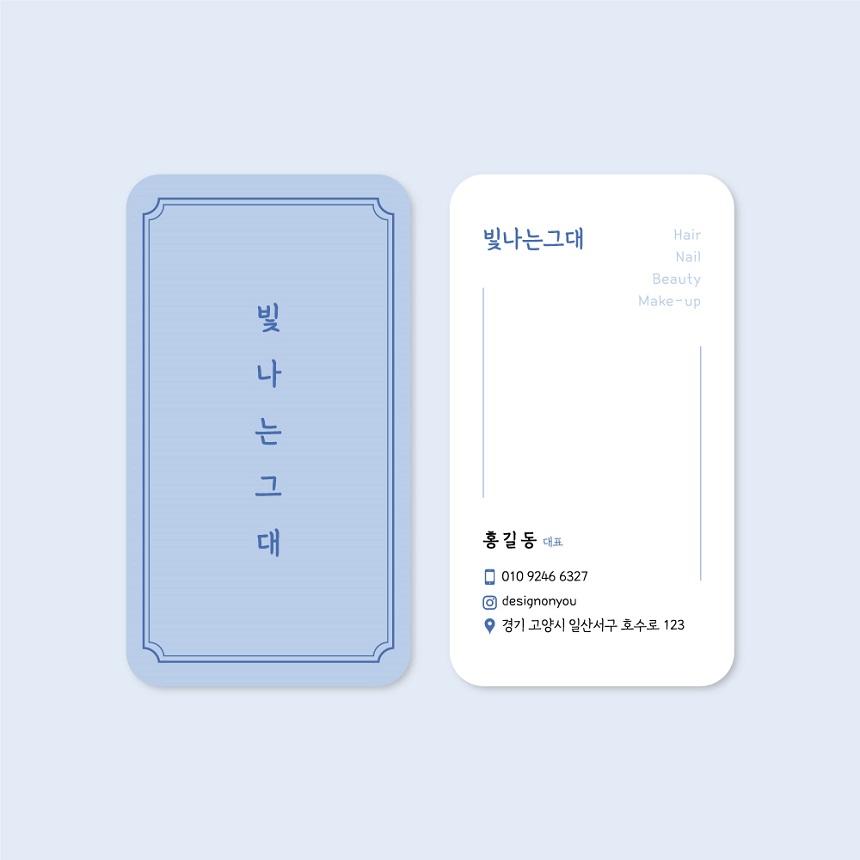 빛
나
는
그
대
빛나는그대
Hair
Nail
Beauty
Make-up
홍길동 대표
010 9246 6327
designonyou
경기 고양시 일산서구 호수로 123